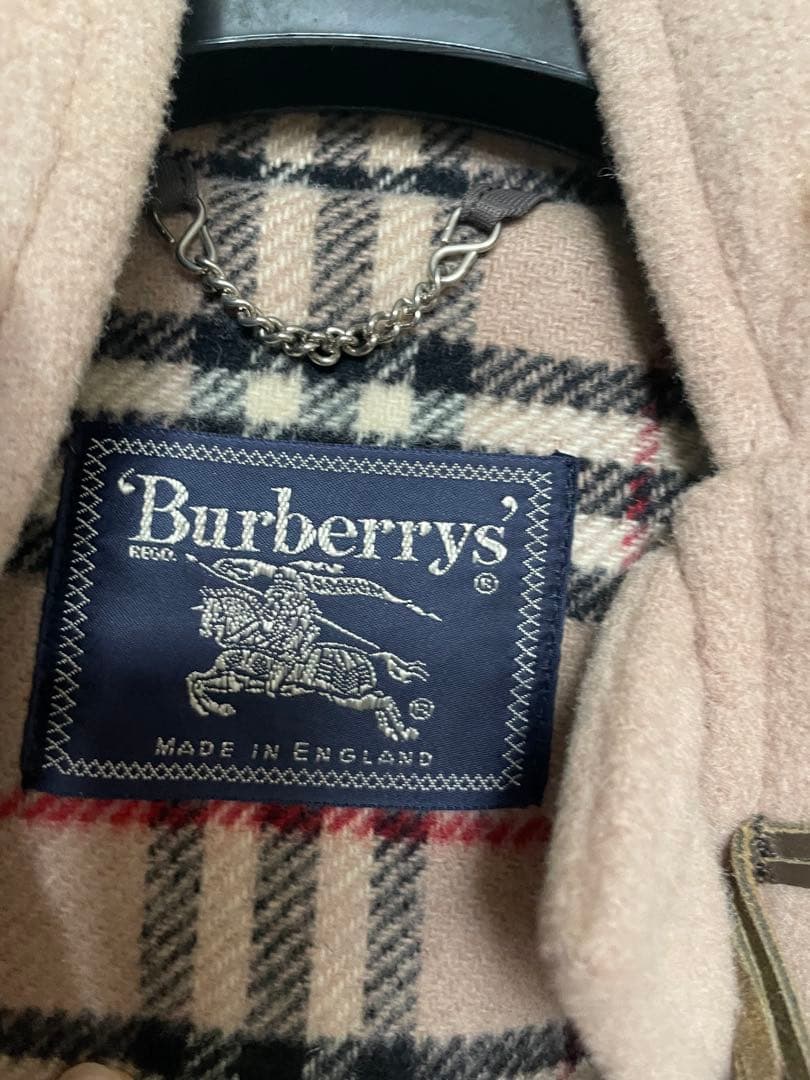 'Burberrys'
REGD.
®
®
MADE IN ENGLAND